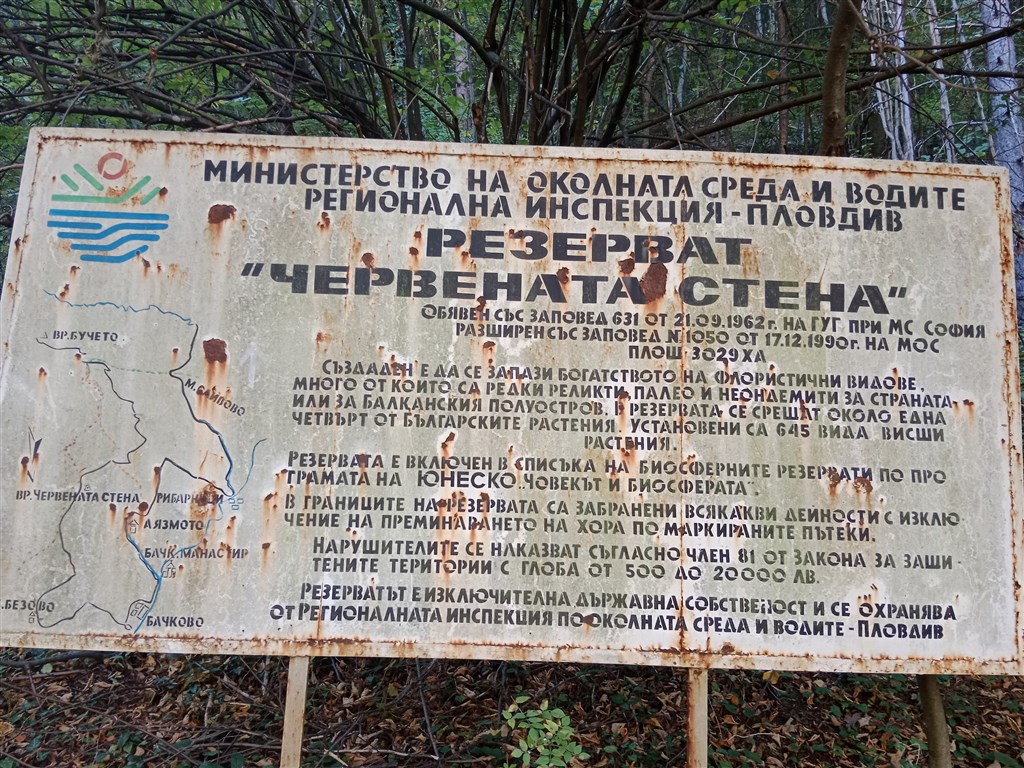 МИНИСТЕРСТВО НА ОКОЛНАТА СРЕДА И ВОДИТЕ
РЕГИОНАЛНА ИНСПЕКЦИЯ - ПЛОВДИВ
РЕЗЕРВАТ
"ЧЕРВЕНАТА СТЕНА"
ОБЯВЕН СЪС ЗАПОВЕД 631 ОТ 21.09.1962 г. НА ГУГ ПРИ МС СОФИЯ
РАЗШИРЕН СЪС ЗАПОВЕД №1050 ОТ 17.12.1990г. НА МОС
ПЛОЩ 3029 ХА
СЪЗДАДЕН Е ДА СЕ ЗАПАЗИ БОГАТСТВОТО НА ФЛОРИСТИЧНИ ВИДОВЕ,
МНОГО ОТ КОИТО СА РЕДКИ РЕЛИКТИ, ПАЛЕО И НЕОНДЕМИТИ ЗА СТРАНАТА
ИЛИ ЗА БАЛКАНСКИЯ ПОЛУОСТРОВ. В РЕЗЕРВАТА СЕ СРЕЩАТ ОКОЛО ЕДНА
ЧЕТВЪРТ ОТ БЪЛГАРСКИТЕ РАСТЕНИЯ. УСТАНОВЕНИ СА 645 ВИДА ВИСШИ
РАСТЕНИЯ.
РЕЗЕРВАТА Е ВКЛЮЧЕН В СПИСЪКА НА БИОСФЕРНИТЕ РЕЗЕРВАТИ ПО ПРО
ГРАМАТА НА ЮНЕСКО „ЧОВЕКЪТ И БИОСФЕРАТА".
В ГРАНИЦИТЕ НА РЕЗЕРВАТА СА ЗАБРАНЕНИ ВСЯКАКВИ ДЕЙНОСТИ С ИЗКЛЮ-
ЧЕНИЕ НА ПРЕМИНАВАНЕТО НА ХОРА ПО МАРКИРАНИТЕ ПЪТЕКИ.
НАРУШИТЕЛИТЕ СЕ НАКАЗВАТ СЪГЛАСНО ЧЛЕН 81 ОТ ЗАКОНА ЗА ЗАЩИ-
ТЕНИТЕ ТЕРИТОРИИ С ГЛОБА ОТ 500 ДО 20000 ЛВ.
РЕЗЕРВАТЪТ Е ИЗКЛЮЧИТЕЛНА ДЪРЖАВНА СОБСТВЕНОСТ И СЕ ОХРАНЯВА
ОТ РЕГИОНАЛНАТА ИНСПЕКЦИЯ ПО ОКОЛНАТА СРЕДА И ВОДИТЕ - ПЛОВДИВ
ВР. БУЧЕТО
ВР. ЧЕРВЕНАТА СТЕНА
АЯЗМОТО
БАЧК. МАНАСТИР
С. БЕЗОВО
БАЧКОВО